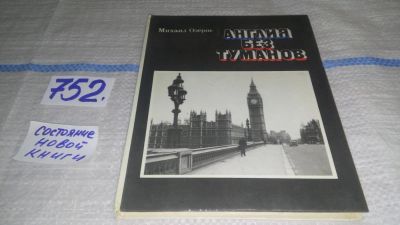 Михаил Озеров
АНГЛИЯ
БЕЗ
ТУМАНОВ
752.
СОСТОЯНИЕ
НОВОЙ
КНИГИ